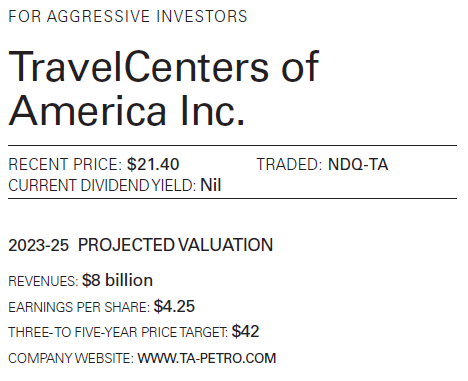 FOR AGGRESSIVE INVESTORS
TravelCenters of
America Inc.
RECENT PRICE: $21.40 TRADED: NDQ-TA
CURRENT DIVIDEND YIELD: Nil
2023-25 PROJECTED VALUATION
REVENUES: $8 billion
EARNINGS PER SHARE: $4.25
THREE- TO FIVE-YEAR PRICE TARGET: $42
COMPANY WEBSITE: WWW.TA-PETRO.COM